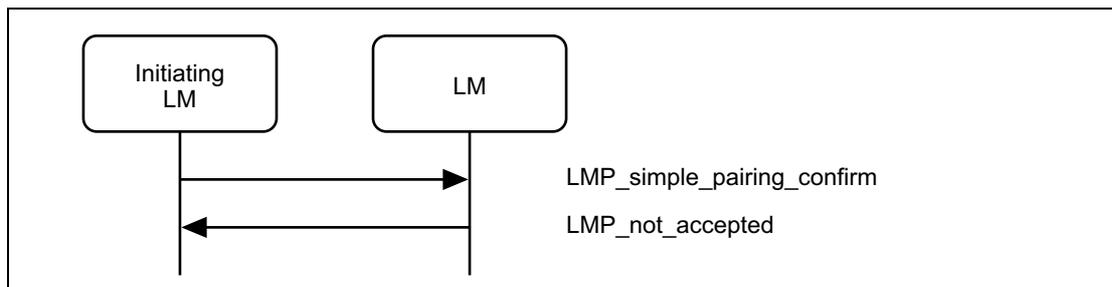 Initiating
LM
LM
LMP_simple_pairing_confirm
LMP_not_accepted